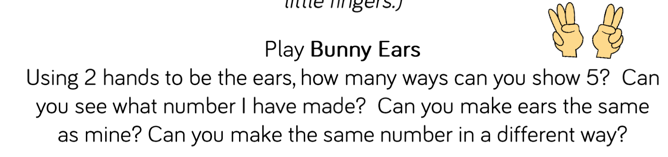 little fingers.)
Play Bunny Ears
Using 2 hands to be the ears, how many ways can you show 5? Can
you see what number I have made? Can you make ears the same
as mine? Can you make the same number in a different way?